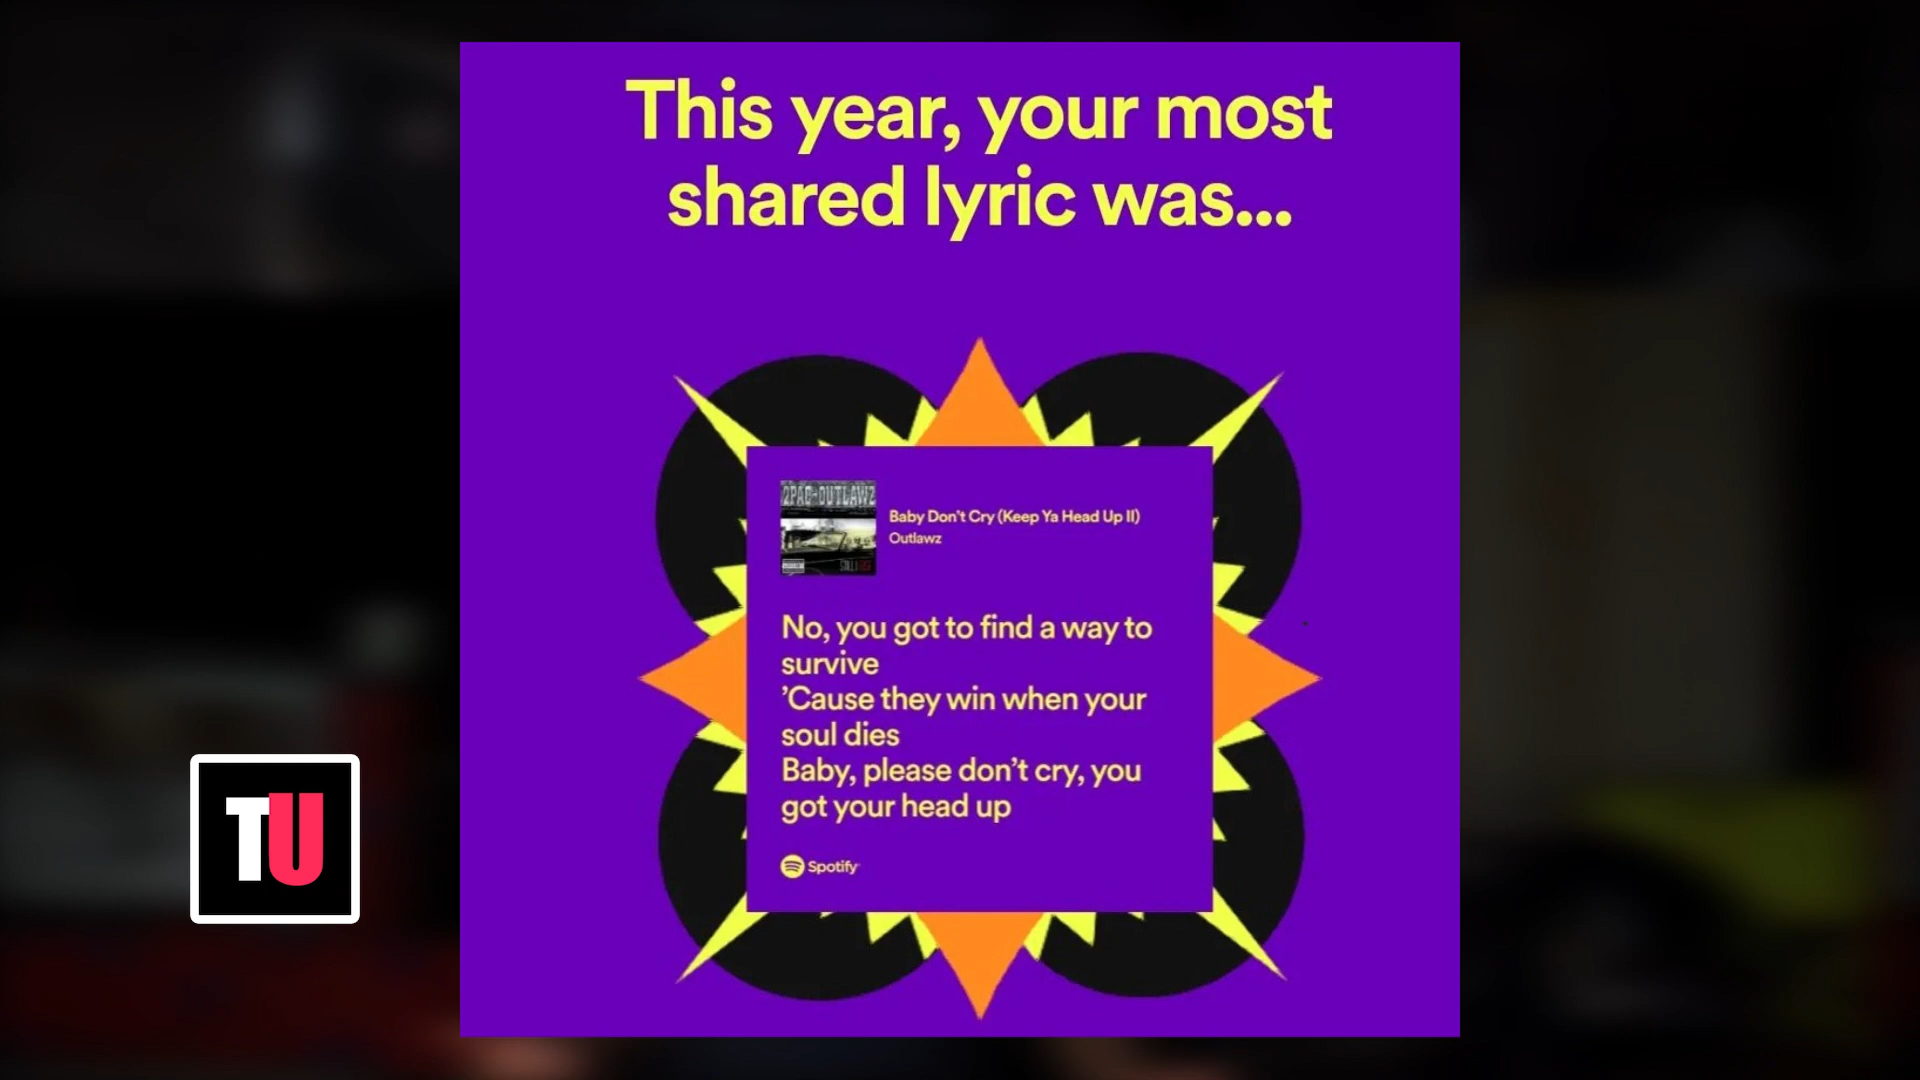 This year, your most
shared lyric was...
2PAC+OUTLAWZ
Baby Don't Cry (Keep Ya Head Up II)
Outlawz
No, you got to find a way to
survive
’Cause they win when your
soul dies
Baby, please don’t cry, you
got your head up
Spotify
TU